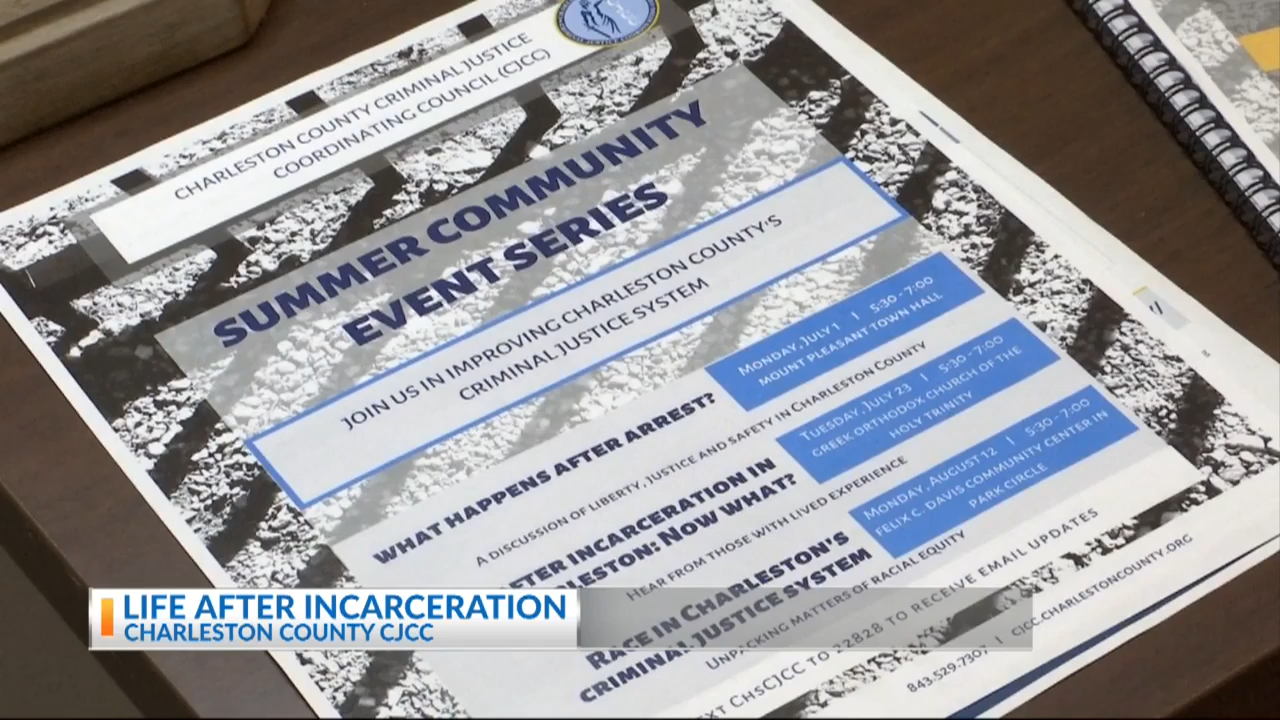 CHARLESTON COUNTY CRIMINAL JUSTICE
COORDINATING COUNCIL (CJCC)
SUMMER COMMUNITY
EVENT SERIES
JOIN US IN IMPROVING CHARLESTON COUNTY'S
CRIMINAL JUSTICE SYSTEM
WHAT HAPPENS AFTER ARREST?
A DISCUSSION OF LIBERTY, JUSTICE AND SAFETY IN CHARLESTON COUNTY
MONDAY, JULY 1 | 5:30 - 7:00
MOUNT PLEASANT TOWN HALL
INCARCERATION IN
NOW WHAT?
HEAR FROM THOSE WITH LIVED EXPERIENCE
TUESDAY, JULY 23 | 5:30 - 7:00
GREEK ORTHODOX CHURCH OF THE
HOLY TRINITY
RACE IN CHARLESTON'S
CRIMINAL JUSTICE SYSTEM
UNPACKING MATTERS OF RACIAL EQUITY
MONDAY, AUGUST 12 | 5:30 - 7:00
FELIX C. DAVIS COMMUNITY CENTER IN
PARK CIRCLE
CHSCJCC TO 22828 TO RECEIVE EMAIL UPDATES
843.529.7307 | CJCC.CHARLESTONCOUNTY.ORG
LIFE AFTER INCARCERATION
CHARLESTON COUNTY CJCC